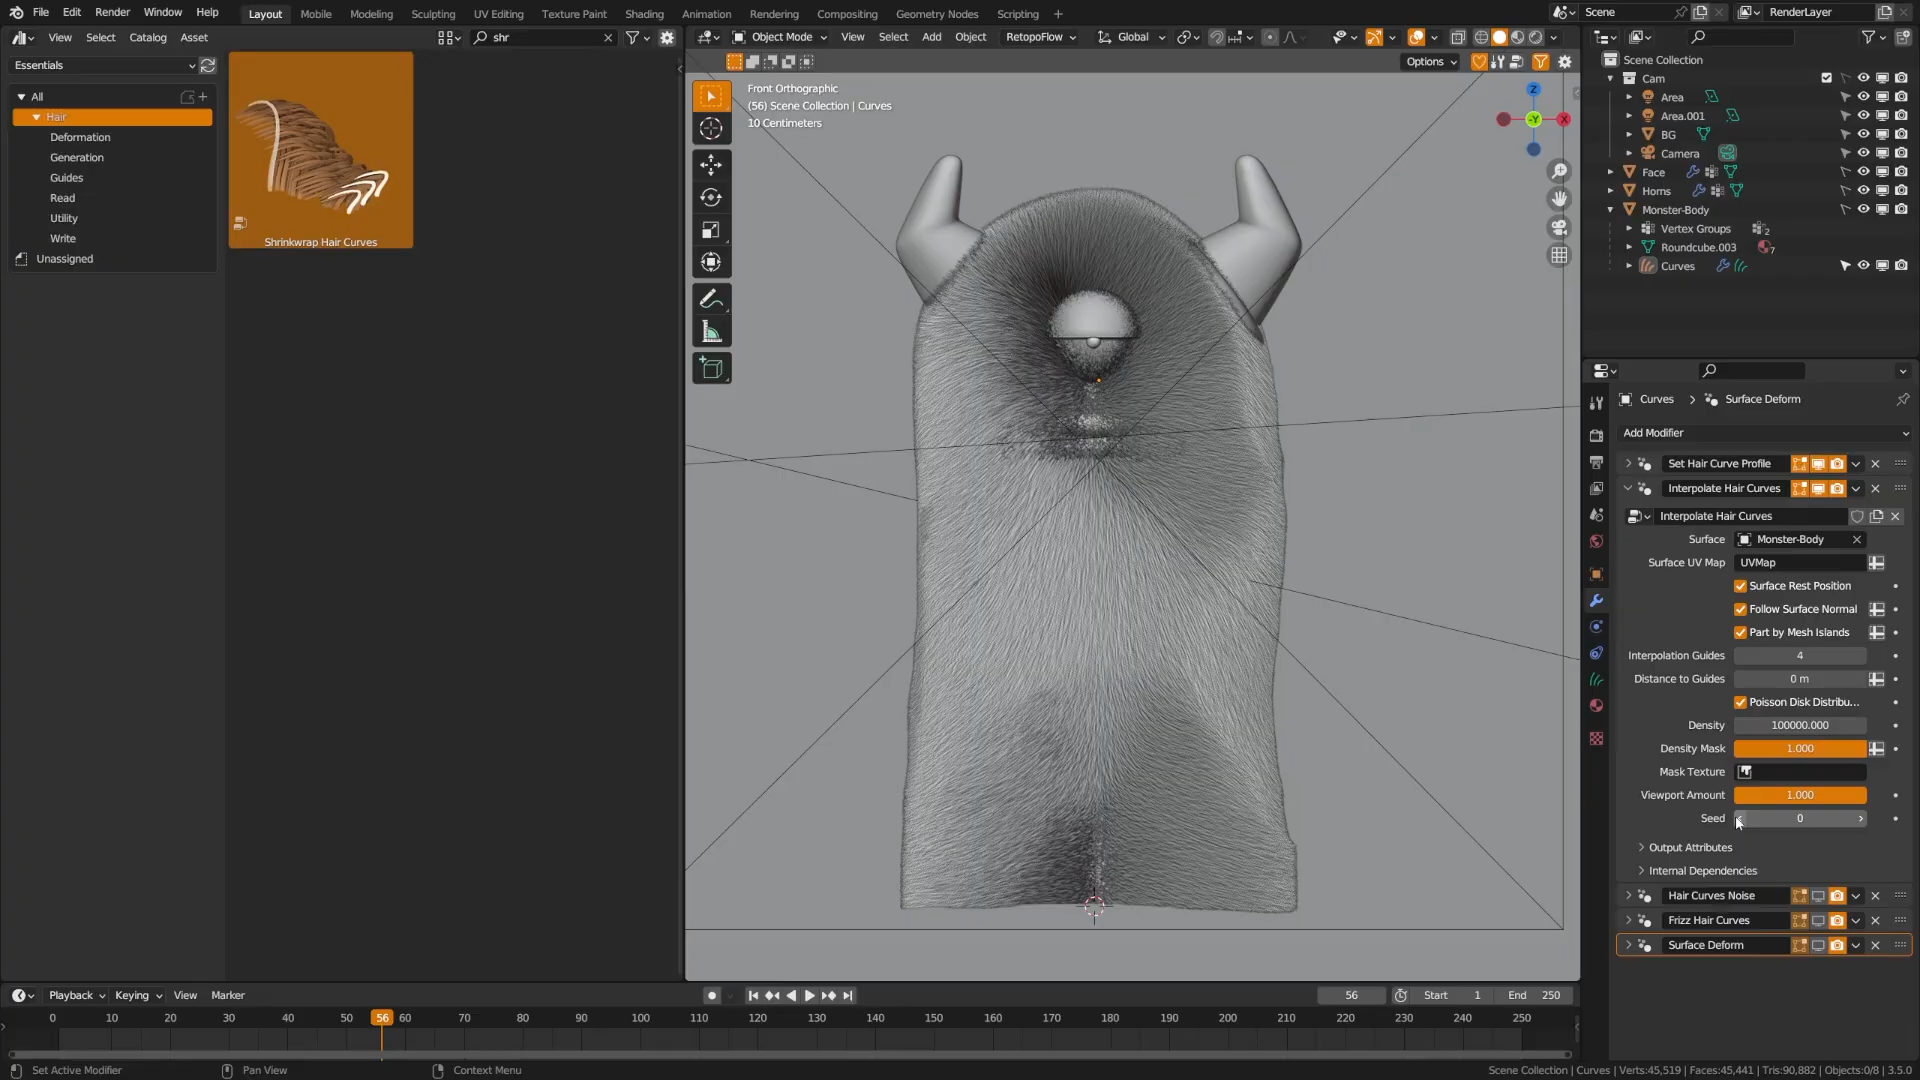 File Edit Render Window Help Layout Mobile Modeling Sculpting UV Editing Texture Paint Shading Animation Rendering Compositing Geometry Nodes Scripting + Scene RenderLayer
View Select Catalog Asset shr
Essentials
All
Hair
Deformation
Generation
Guides
Read
Utility
Write
Unassigned
Shrinkwrap Hair Curves
Object Mode View Select Add Object RetopoFlow Global
Options
Front Orthographic
(56) Scene Collection | Curves
10 Centimeters
Z
-Y
X
Scene Collection
Cam
Area
Area.001
BG
Camera
Face
Horns
Monster-Body
Vertex Groups 2
Roundcube.003 7
Curves
Curves > Surface Deform
Add Modifier
Set Hair Curve Profile
Interpolate Hair Curves
Interpolate Hair Curves
Surface Monster-Body
Surface UV Map UVMap
Surface Rest Position
Follow Surface Normal
Part by Mesh Islands
Interpolation Guides 4
Distance to Guides 0 m
Poisson Disk Distribu...
Density 100000.000
Density Mask 1.000
Mask Texture
Viewport Amount 1.000
Seed 0
Output Attributes
Internal Dependencies
Hair Curves Noise
Frizz Hair Curves
Surface Deform
Playback Keying View Marker 56 Start 1 End 250
0 10 20 30 40 50 56 60 70 80 90 100 110 120 130 140 150 160 170 180 190 200 210 220 230 240 250
Set Active Modifier Pan View Context Menu Scene Collection | Curves | Verts:45,519 | Faces:45,441 | Tris:90,882 | Objects:0/8 | 3.5.0